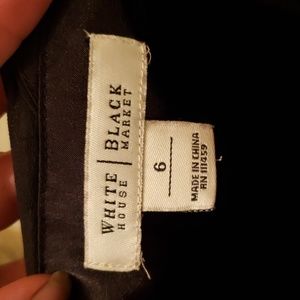 WHITE | BLACK
HOUSE | MARKET
6
MADE IN CHINA
RN 111459